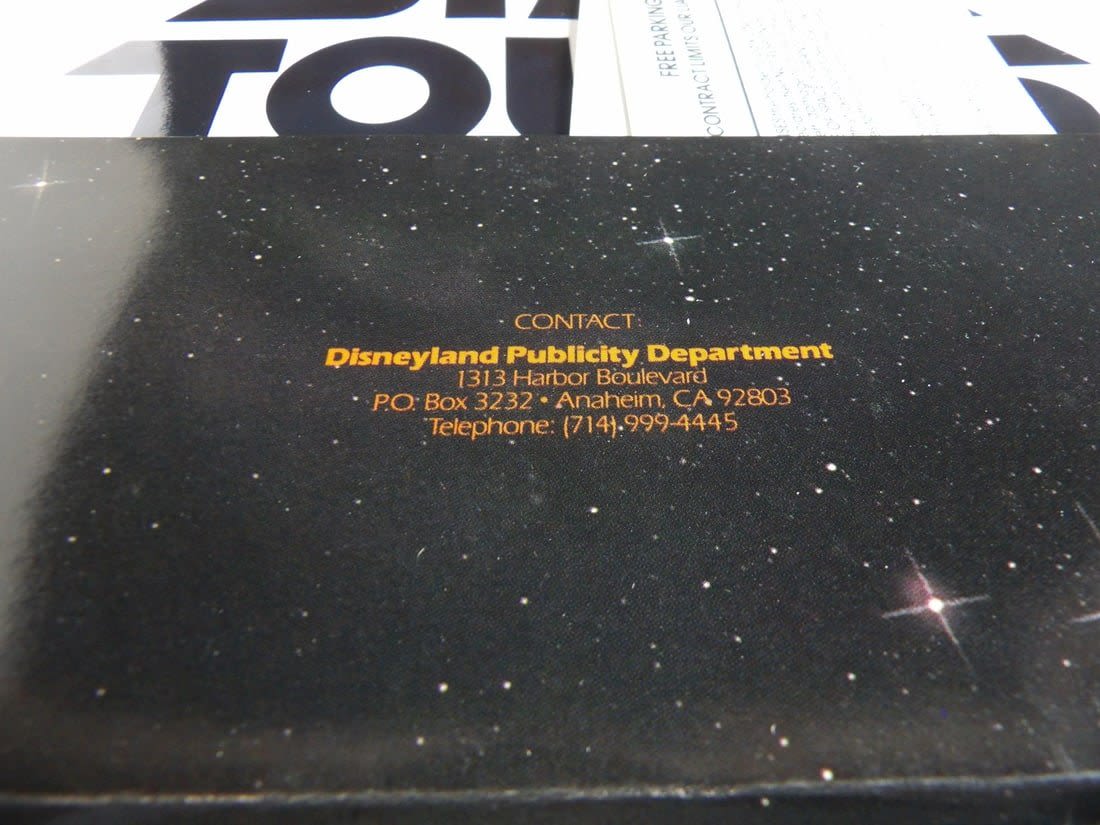 TOU
FREE PARKING
CONTRACT LIMITS OUR
CONTACT:
Disneyland Publicity Department
1313 Harbor Boulevard
P.O. Box 3232 • Anaheim, CA 92803
Telephone: (714) 999-4445